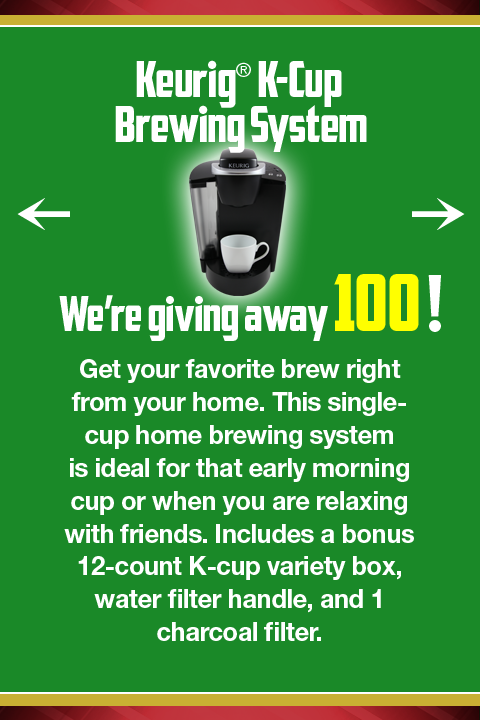 Keurig® K-Cup
Brewing System
KEURIG
We're giving away 100!
Get your favorite brew right
from your home. This single-
cup home brewing system
is ideal for that early morning
cup or when you are relaxing
with friends. Includes a bonus
12-count K-cup variety box,
water filter handle, and 1
charcoal filter.